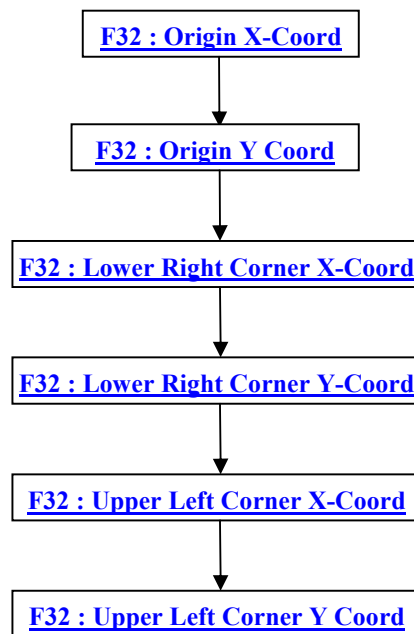 F32 : Origin X-Coord
F32 : Origin Y Coord
F32 : Lower Right Corner X-Coord
F32 : Lower Right Corner Y-Coord
F32 : Upper Left Corner X-Coord
F32 : Upper Left Corner Y Coord